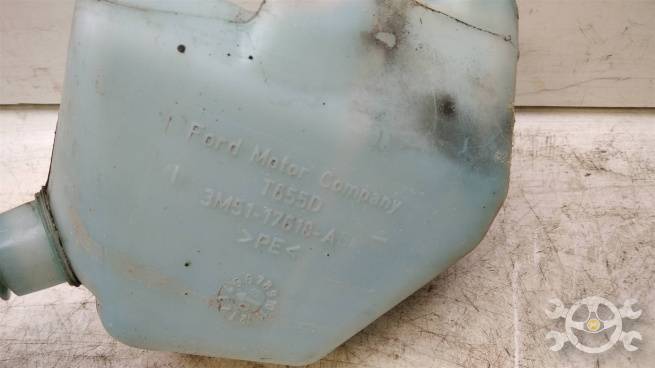 Ford Motor Company
T655D
3M51-17618-A
>PE<